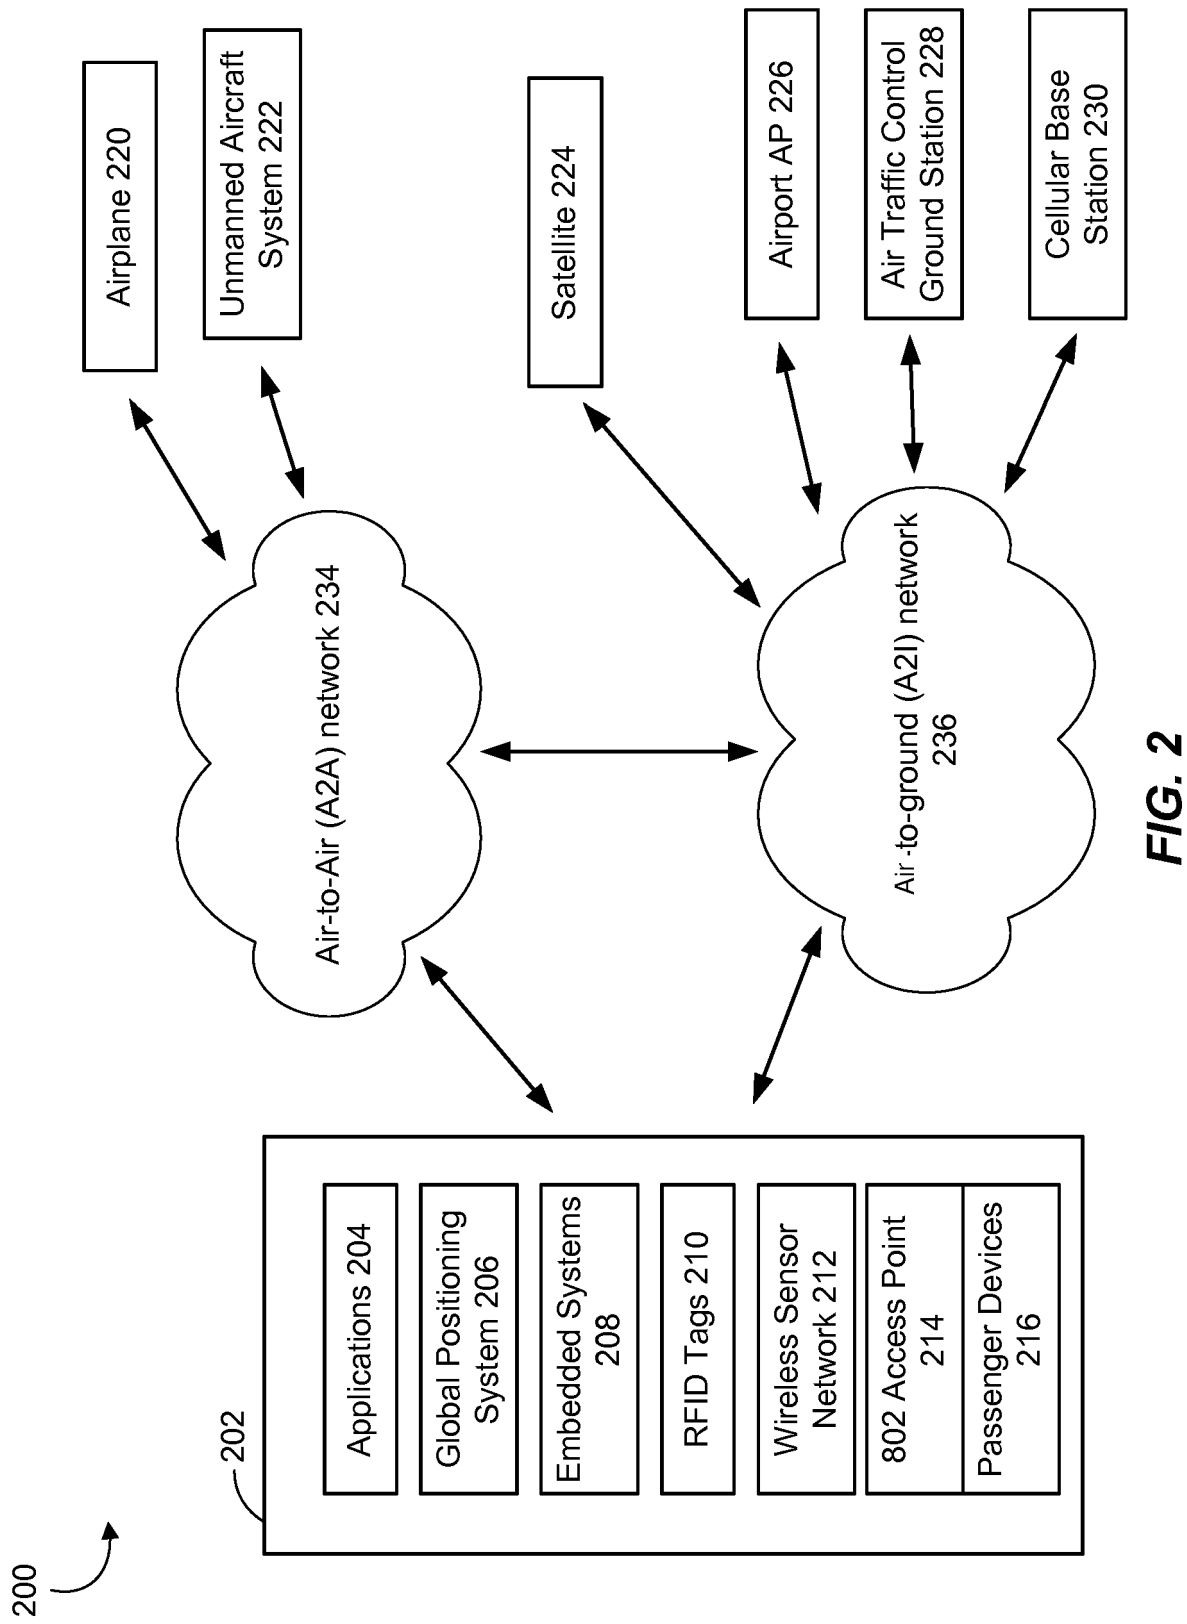 200
202
Applications 204
Global Positioning
System 206
Embedded Systems
208
RFID Tags 210
Wireless Sensor
Network 212
802 Access Point
214
Passenger Devices
216
Air-to-Air (A2A) network 234
Air-to-ground (A2I) network
236
Airplane 220
Unmanned Aircraft
System 222
Satellite 224
Airport AP 226
Air Traffic Control
Ground Station 228
Cellular Base
Station 230
FIG. 2